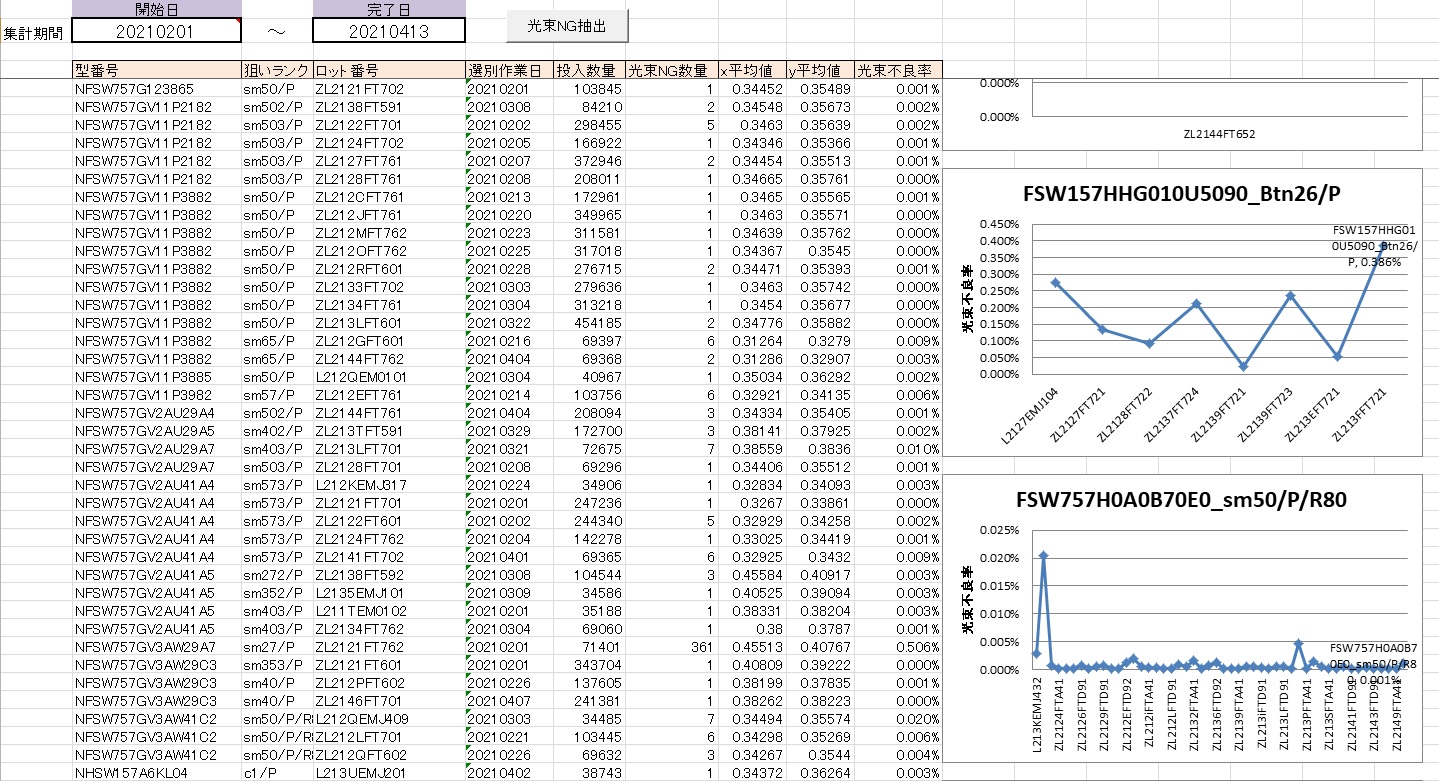 開始日 完了日
集計期間 20210201 ～ 20210413 光束NG抽出
型番号 狙いランク ロット番号 選別作業日 投入数量 光束NG数量 x平均値 y平均値 光束不良率
NFSW757G123865 sm50/P ZL2121FT702 20210201 103845 1 0.34452 0.35489 0.001%
NFSW757GV11P2182 sm502/P ZL2138FT591 20210308 84210 2 0.34548 0.35673 0.002%
NFSW757GV11P2182 sm503/P ZL2122FT701 20210202 298455 5 0.3463 0.35639 0.002%
NFSW757GV11P2182 sm503/P ZL2124FT702 20210205 166922 1 0.34346 0.35366 0.001%
NFSW757GV11P2182 sm503/P ZL2127FT761 20210207 372946 2 0.34454 0.35513 0.001%
NFSW757GV11P2182 sm503/P ZL2128FT761 20210208 208011 1 0.34665 0.35761 0.000%
NFSW757GV11P3882 sm50/P ZL212CFT761 20210213 172961 1 0.3465 0.35565 0.001%
NFSW757GV11P3882 sm50/P ZL212JFT761 20210220 349965 1 0.3463 0.35571 0.000%
NFSW757GV11P3882 sm50/P ZL212MFT762 20210223 311581 1 0.34639 0.35762 0.000%
NFSW757GV11P3882 sm50/P ZL212OFT762 20210225 317018 1 0.34367 0.3545 0.000%
NFSW757GV11P3882 sm50/P ZL212RFT601 20210228 276715 2 0.34471 0.35393 0.001%
NFSW757GV11P3882 sm50/P ZL2133FT702 20210303 279636 1 0.3463 0.35742 0.000%
NFSW757GV11P3882 sm50/P ZL2134FT761 20210304 313218 1 0.3454 0.35677 0.000%
NFSW757GV11P3882 sm50/P ZL213LFT601 20210322 454185 2 0.34776 0.35882 0.000%
NFSW757GV11P3882 sm65/P ZL212GFT601 20210216 69397 6 0.31264 0.3279 0.009%
NFSW757GV11P3882 sm65/P ZL2144FT762 20210404 69368 2 0.31286 0.32907 0.003%
NFSW757GV11P3885 sm50/P L212QEM0101 20210304 40967 1 0.35034 0.36292 0.002%
NFSW757GV11P3982 sm57/P ZL212EFT761 20210214 103756 6 0.32921 0.34135 0.006%
NFSW757GV2AU29A4 sm502/P ZL2144FT761 20210404 208094 3 0.34334 0.35405 0.001%
NFSW757GV2AU29A5 sm402/P ZL213TFT591 20210329 172700 3 0.38141 0.37925 0.002%
NFSW757GV2AU29A7 sm403/P ZL213LFT701 20210321 72675 7 0.38559 0.3836 0.010%
NFSW757GV2AU29A7 sm503/P ZL2128FT701 20210208 69296 1 0.34406 0.35512 0.001%
NFSW757GV2AU41A4 sm573/P L212KEMJ317 20210224 34906 1 0.32834 0.34093 0.003%
NFSW757GV2AU41A4 sm573/P ZL2121FT701 20210201 247236 1 0.3267 0.33861 0.000%
NFSW757GV2AU41A4 sm573/P ZL2122FT601 20210202 244340 5 0.32929 0.34258 0.002%
NFSW757GV2AU41A4 sm573/P ZL2124FT762 20210204 142278 1 0.33025 0.34419 0.001%
NFSW757GV2AU41A4 sm573/P ZL2141FT702 20210401 69365 6 0.32925 0.3432 0.009%
NFSW757GV2AU41A5 sm272/P ZL2138FT592 20210308 104544 3 0.45584 0.40917 0.003%
NFSW757GV2AU41A5 sm352/P L2135EMJ101 20210309 34586 1 0.40525 0.39094 0.003%
NFSW757GV2AU41A5 sm403/P L211TEM0102 20210201 35188 1 0.38331 0.38204 0.003%
NFSW757GV2AU41A5 sm403/P ZL2134FT762 20210304 69060 1 0.38 0.3787 0.001%
NFSW757GV3AW29A7 sm27/P ZL2121FT762 20210201 71401 361 0.45513 0.40767 0.506%
NFSW757GV3AW29C3 sm353/P ZL2121FT601 20210201 343704 1 0.40809 0.39222 0.000%
NFSW757GV3AW29C3 sm40/P ZL212PFT602 20210226 137605 1 0.38199 0.37835 0.001%
NFSW757GV3AW29C3 sm40/P ZL2146FT701 20210407 241381 1 0.38262 0.38223 0.000%
NFSW757GV3AW41C2 sm50/P/R L212QEMJ409 20210303 34485 7 0.34494 0.35574 0.020%
NFSW757GV3AW41C2 sm50/P/R ZL212LFT701 20210221 103445 6 0.34298 0.35269 0.006%
NFSW757GV3AW41C2 sm50/P/R ZL212QFT602 20210226 69632 3 0.34267 0.3544 0.004%
NHSW157A6KL04 c1/P L213UEMJ201 20210402 38743 1 0.34372 0.36264 0.003%
0.000%
0.000%
ZL2144FT652
FSW157HHG010U5090_Btn26/P
光束不良率
0.450%
0.400%
0.350%
0.300%
0.250%
0.200%
0.150%
0.100%
0.050%
0.000%
FSW157HHG01
0U5090_Btn26/
P, 0.386%
L2127EMJ104 ZL2127FT721 ZL2128FT722 ZL2137FT724 ZL2139FT721 ZL2139FT723 ZL213EFT721 ZL213FFT721
FSW757H0A0B70E0_sm50/P/R80
光束不良率
0.025%
0.020%
0.015%
0.010%
0.005%
0.000%
FSW757H0A0B7
0E0_sm50/P/R8
0, 0.001%
L213KEMJ432 ZL2124FTA41 ZL2126FTD91 ZL2129FTD91 ZL212EFTD92 ZL212IFTA41 ZL212LFTD91 ZL2132FTA41 ZL2136FTD92 ZL2139FTA41 ZL213IFTD91 ZL213LFTD91 ZL213PFTA41 ZL213SFTA41 ZL2141FTD91 ZL2143FTD91 ZL2149FTA41